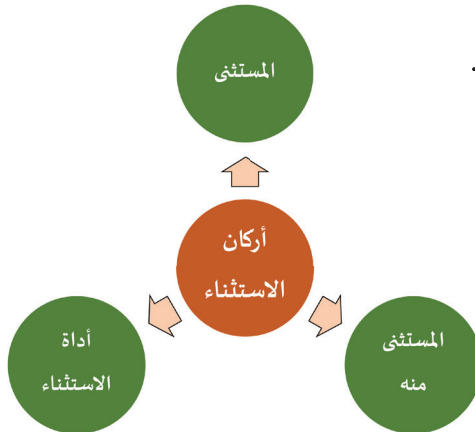 المستثنى
أركان
الاستثناء
المستثنى
منه
أداة
الاستثناء